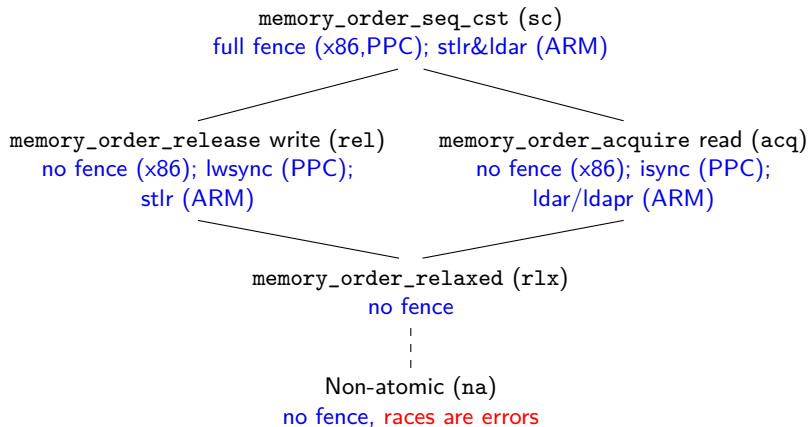 memory_order_seq_cst (sc)
full fence (x86,PPC); stlr&ldar (ARM)
memory_order_release write (rel)
no fence (x86); lwsync (PPC);
stlr (ARM)
memory_order_acquire read (acq)
no fence (x86); isync (PPC);
ldar/ldapr (ARM)
memory_order_relaxed (rlx)
no fence
Non-atomic (na)
no fence, races are errors